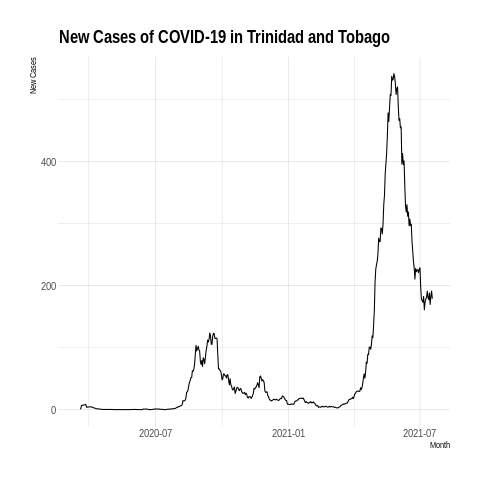 New Cases of COVID-19 in Trinidad and Tobago
New Cases
400
200
0
2020-07
2021-01
2021-07
Month